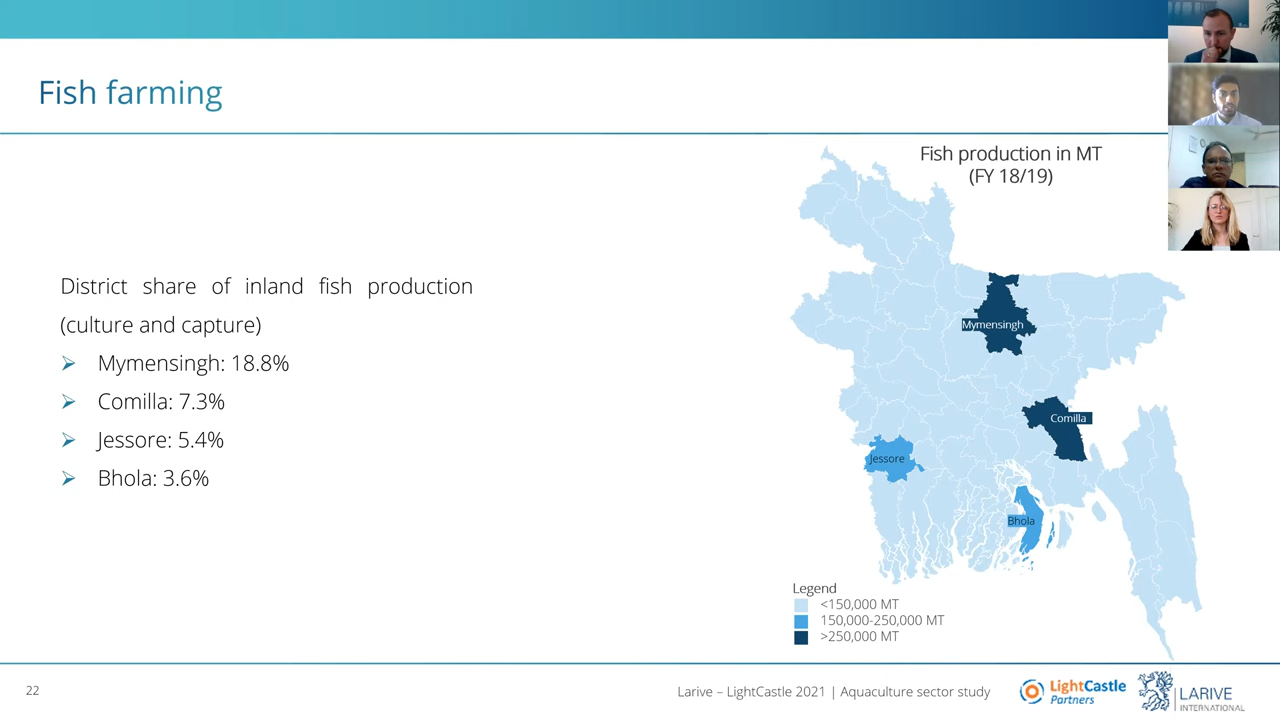 Fish farming
Fish production in MT
(FY 18/19)
District share of inland fish production
(culture and capture)
Mymensingh: 18.8%
Comilla: 7.3%
Jessore: 5.4%
Bhola: 3.6%
Mymensingh
Comilla
Jessore
Bhola
Legend
<150,000 MT
150,000-250,000 MT
>250,000 MT
22
Larive – LightCastle 2021 | Aquaculture sector study
LightCastle
Partners
LARIVE
INTERNATIONAL